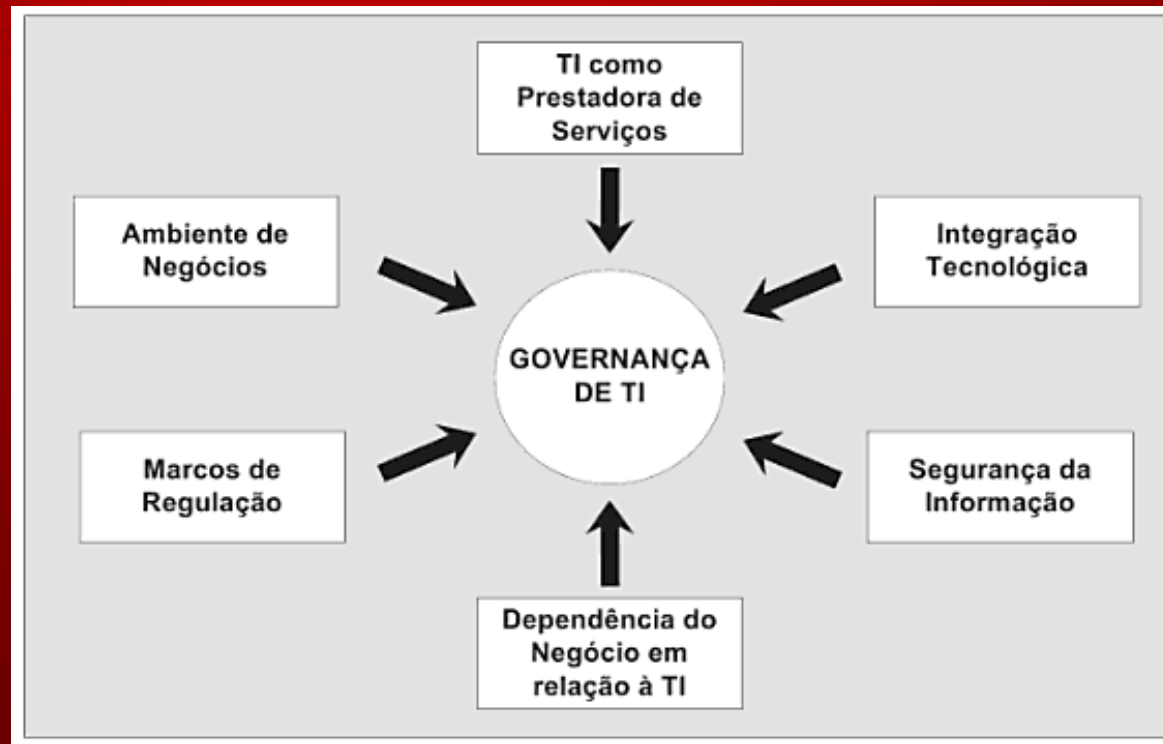 TI como
Prestadora de
Serviços
Ambiente de
Negócios
Integração
Tecnológica
GOVERNANÇA
DE TI
Marcos de
Regulação
Segurança da
Informação
Dependência do
Negócio em
relação à TI